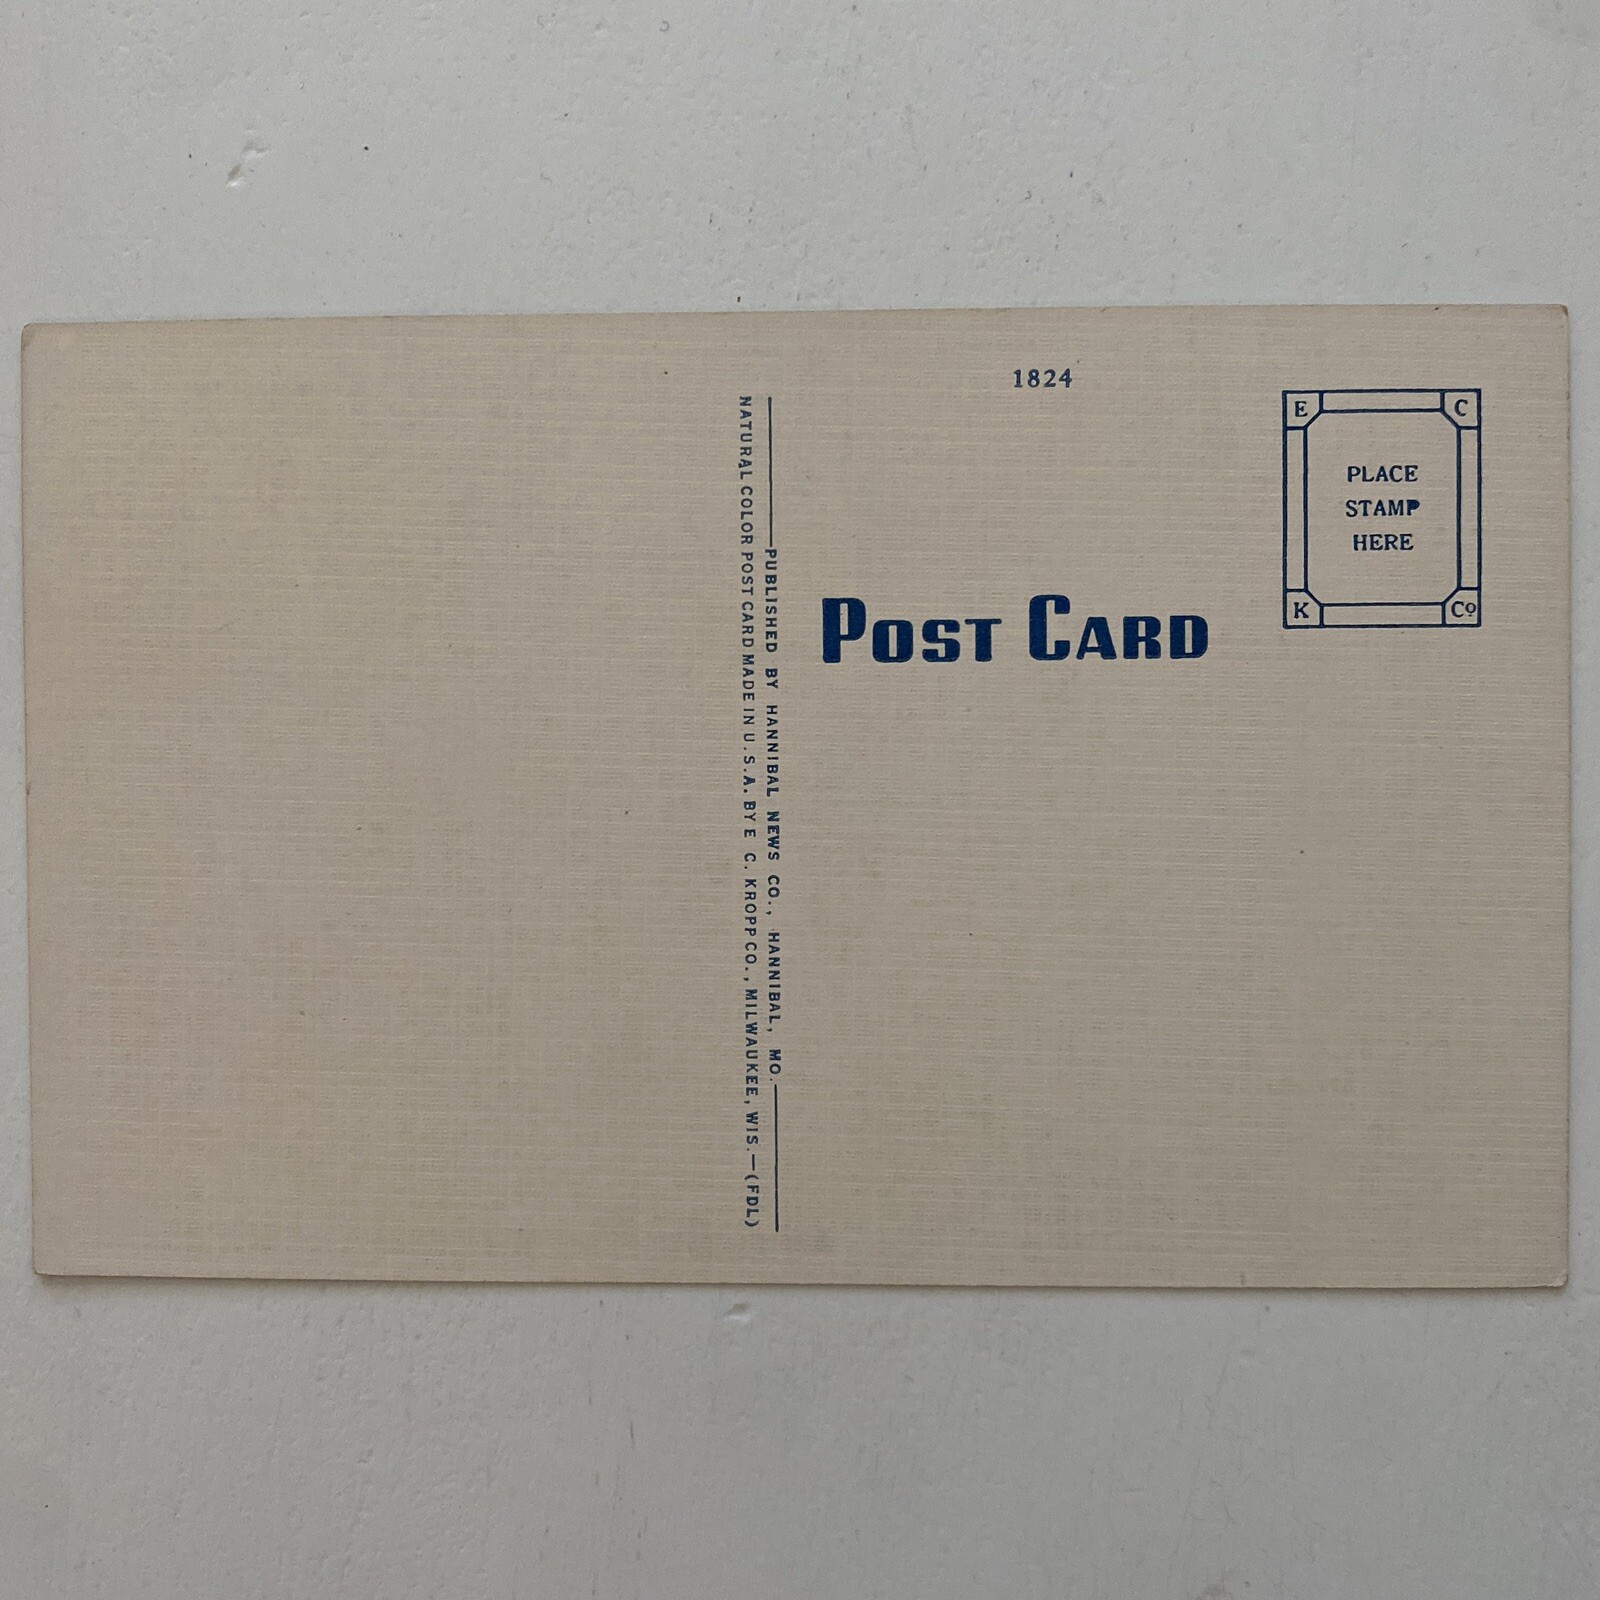 1824
E C
PLACE
STAMP
HERE
K Cº.
POST CARD
PUBLISHED BY HANNIBAL NEWS CO., HANNIBAL, MO.
NATURAL COLOR POST CARD MADE IN U.S.A. BY E C. KROPP CO., MILWAUKEE, WIS.—(FDL)